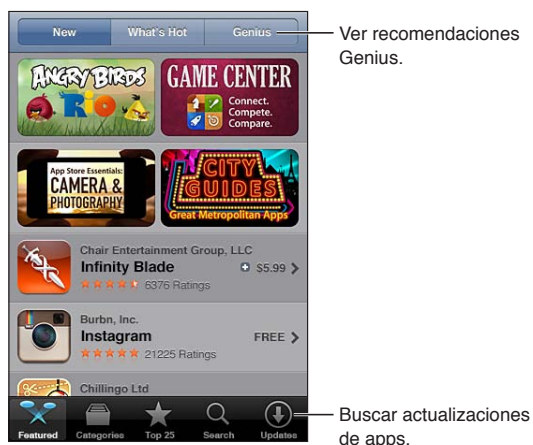 New What's Hot Genius
Ver recomendaciones
Genius.
ANGRY BIRDS
RIO
GAME CENTER
Connect.
Compete.
Compare.
App Store Essentials:
CAMERA &
PHOTOGRAPHY
CITY
GUIDES
Great Metropolitan Apps
Chair Entertainment Group, LLC
Infinity Blade
$5.99
6376 Ratings
Burbn, Inc.
Instagram
FREE
21225 Ratings
Chillingo Ltd
Featured Categories Top 25 Search Updates
Buscar actualizaciones
de apps.